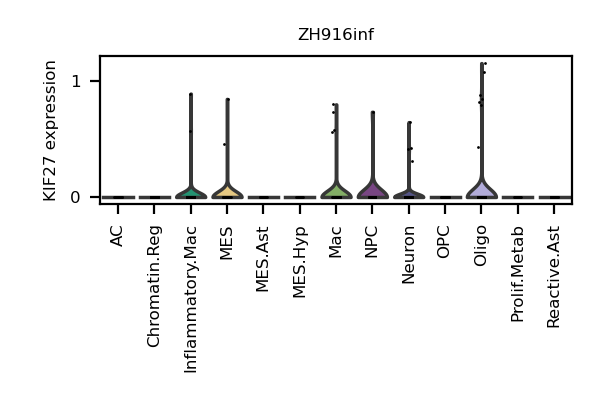 ZH916inf
KIF27 expression
1
0
AC
Chromatin.Reg
Inflammatory.Mac
MES
MES.Ast
MES.Hyp
Mac
NPC
Neuron
OPC
Oligo
Prolif.Metab
Reactive.Ast